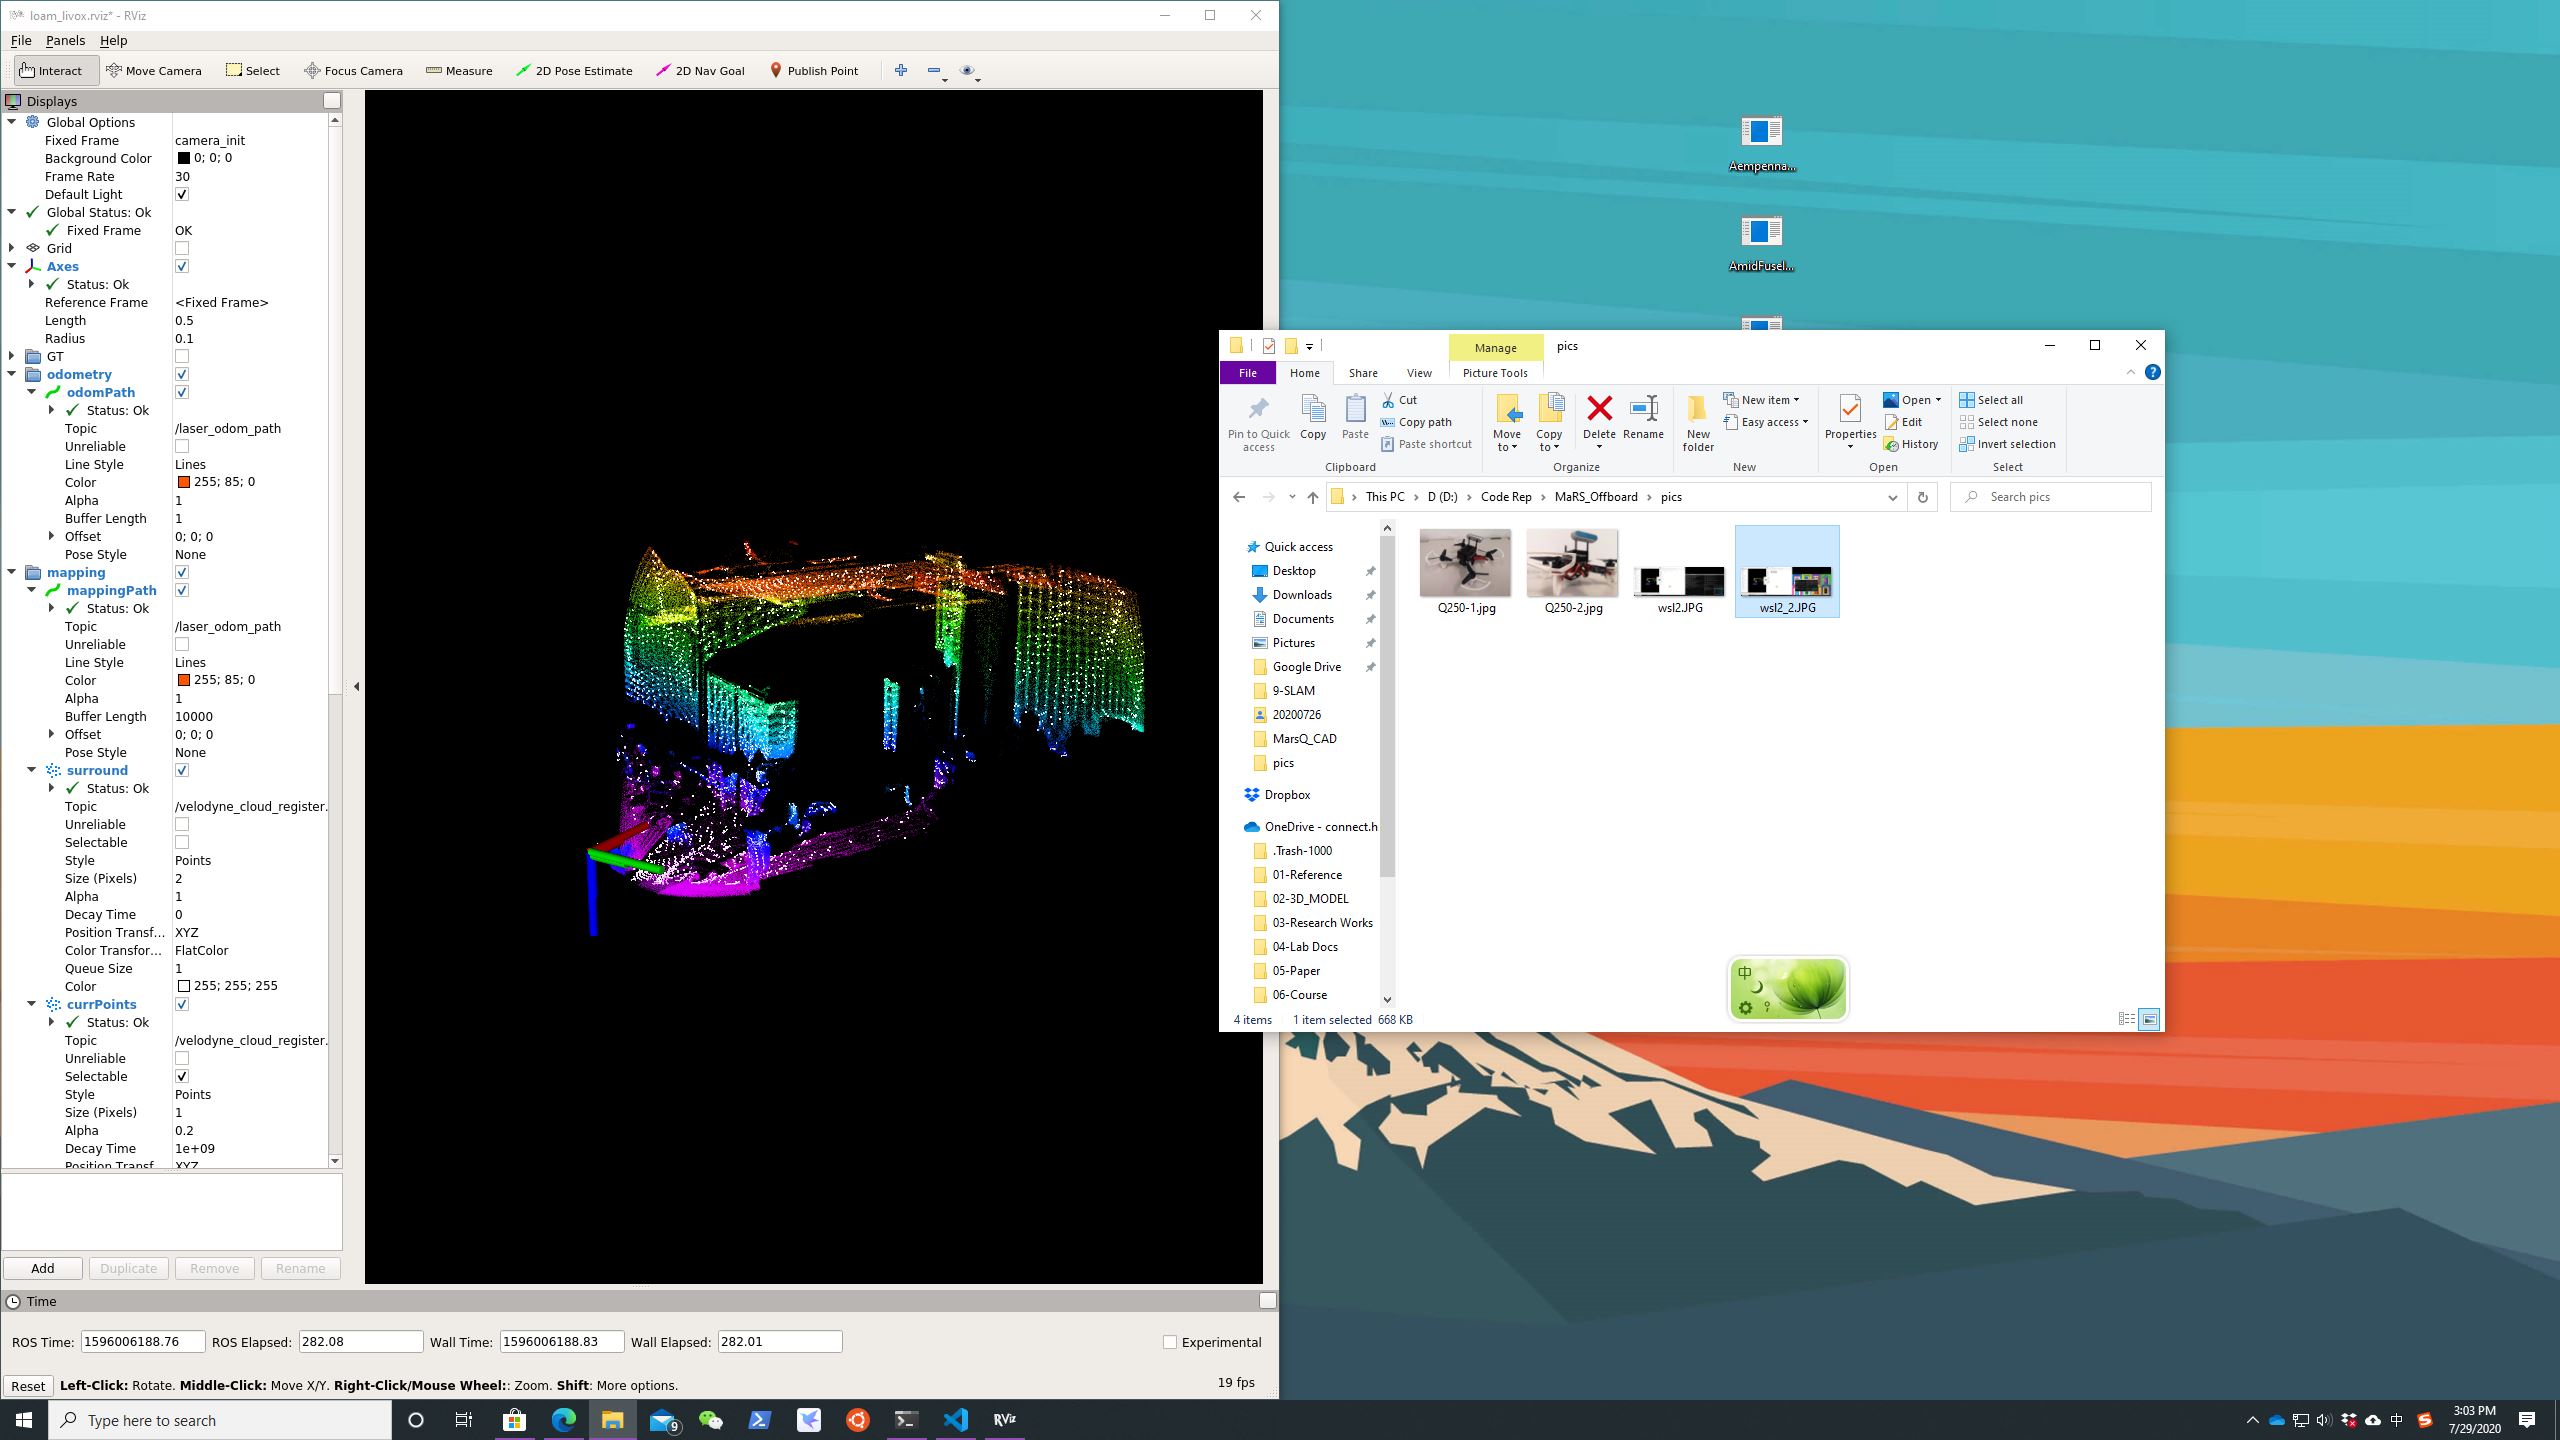 loam_livox.rviz* - RViz
File Panels Help
Interact Move Camera Select Focus Camera Measure 2D Pose Estimate 2D Nav Goal Publish Point
Displays
Global Options
Fixed Frame camera_init
Background Color 0; 0; 0
Frame Rate 30
Default Light
Global Status: Ok
Fixed Frame OK
Grid
Axes
Status: Ok
Reference Frame <Fixed Frame>
Length 0.5
Radius 0.1
GT
odometry
odomPath
Status: Ok
Topic /laser_odom_path
Unreliable
Line Style Lines
Color 255; 85; 0
Alpha 1
Buffer Length 1
Offset 0; 0; 0
Pose Style None
mapping
mappingPath
Status: Ok
Topic /laser_odom_path
Unreliable
Line Style Lines
Color 255; 85; 0
Alpha 1
Buffer Length 10000
Offset 0; 0; 0
Pose Style None
surround
Status: Ok
Topic /velodyne_cloud_register.
Unreliable
Selectable
Style Points
Size (Pixels) 2
Alpha 1
Decay Time 0
Position Transf... XYZ
Color Transfor... FlatColor
Queue Size 1
Color 255; 255; 255
currPoints
Status: Ok
Topic /velodyne_cloud_register.
Unreliable
Selectable
Style Points
Size (Pixels) 1
Alpha 0.2
Decay Time 1e+09
Position Transf XYZ
Add Duplicate Remove Rename
Time
ROS Time: 1596006188.76 ROS Elapsed: 282.08 Wall Time: 1596006188.83 Wall Elapsed: 282.01 Experimental
Reset Left-Click: Rotate. Middle-Click: Move X/Y. Right-Click/Mouse Wheel:: Zoom. Shift: More options. 19 fps
Aempenna...
AmidFusel...
Manage pics
File Home Share View Picture Tools
Pin to Quick access
Copy
Paste
Cut
Copy path
Paste shortcut
Clipboard
Move to
Copy to
Delete
Rename
Organize
New folder
New item
Easy access
New
Properties
Open
Edit
History
Open
Select all
Select none
Invert selection
Select
This PC D (D:) Code Rep MaRS_Offboard pics
Search pics
Quick access
Desktop
Downloads
Documents
Pictures
Google Drive
9-SLAM
20200726
MarsQ_CAD
pics
Dropbox
OneDrive - connect.h
.Trash-1000
01-Reference
02-3D_MODEL
03-Research Works
04-Lab Docs
05-Paper
06-Course
Q250-1.jpg Q250-2.jpg wsl2.JPG wsl2_2.JPG
中
4 items 1 item selected 668 KB
Type here to search
9
RViz
中
3:03 PM
7/29/2020